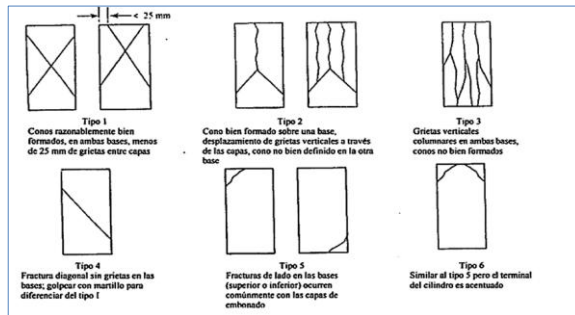 < 25 mm
Tipo 1
Conos razonablemente bien
formados, en ambas bases, menos
de 25 mm de grietas entre capas
Tipo 2
Cono bien formado sobre una base,
desplazamiento de grietas verticales a través
de las capas, cono no bien definido en la otra
base
Tipo 3
Grietas verticales
columnares en ambas bases,
conos no bien formados
Tipo 4
Fractura diagonal sin grietas en las
bases; golpear con martillo para
diferenciar del tipo I
Tipo 5
Fracturas de lado en las bases
(superior o inferior) ocurren
comúnmente con las capas de
embonado
Tipo 6
Similar al tipo 5 pero el terminal
del cilindro es acentuado